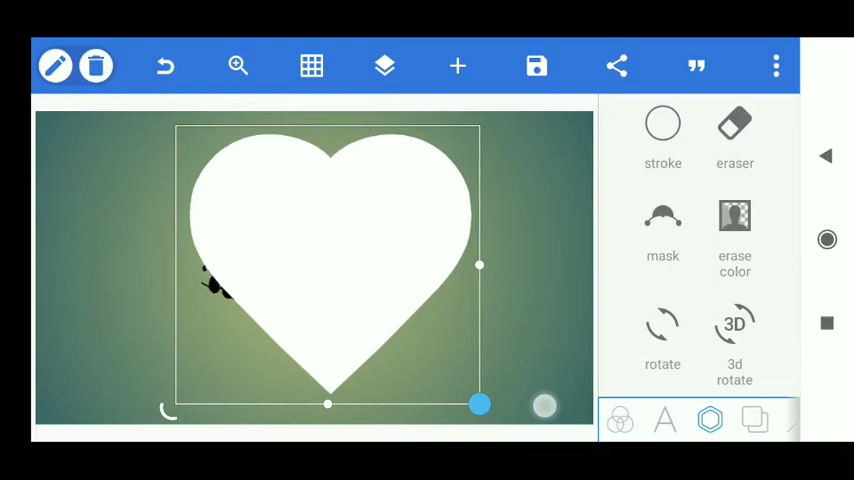 stroke
eraser
mask
erase
color
3D
rotate
3d
rotate